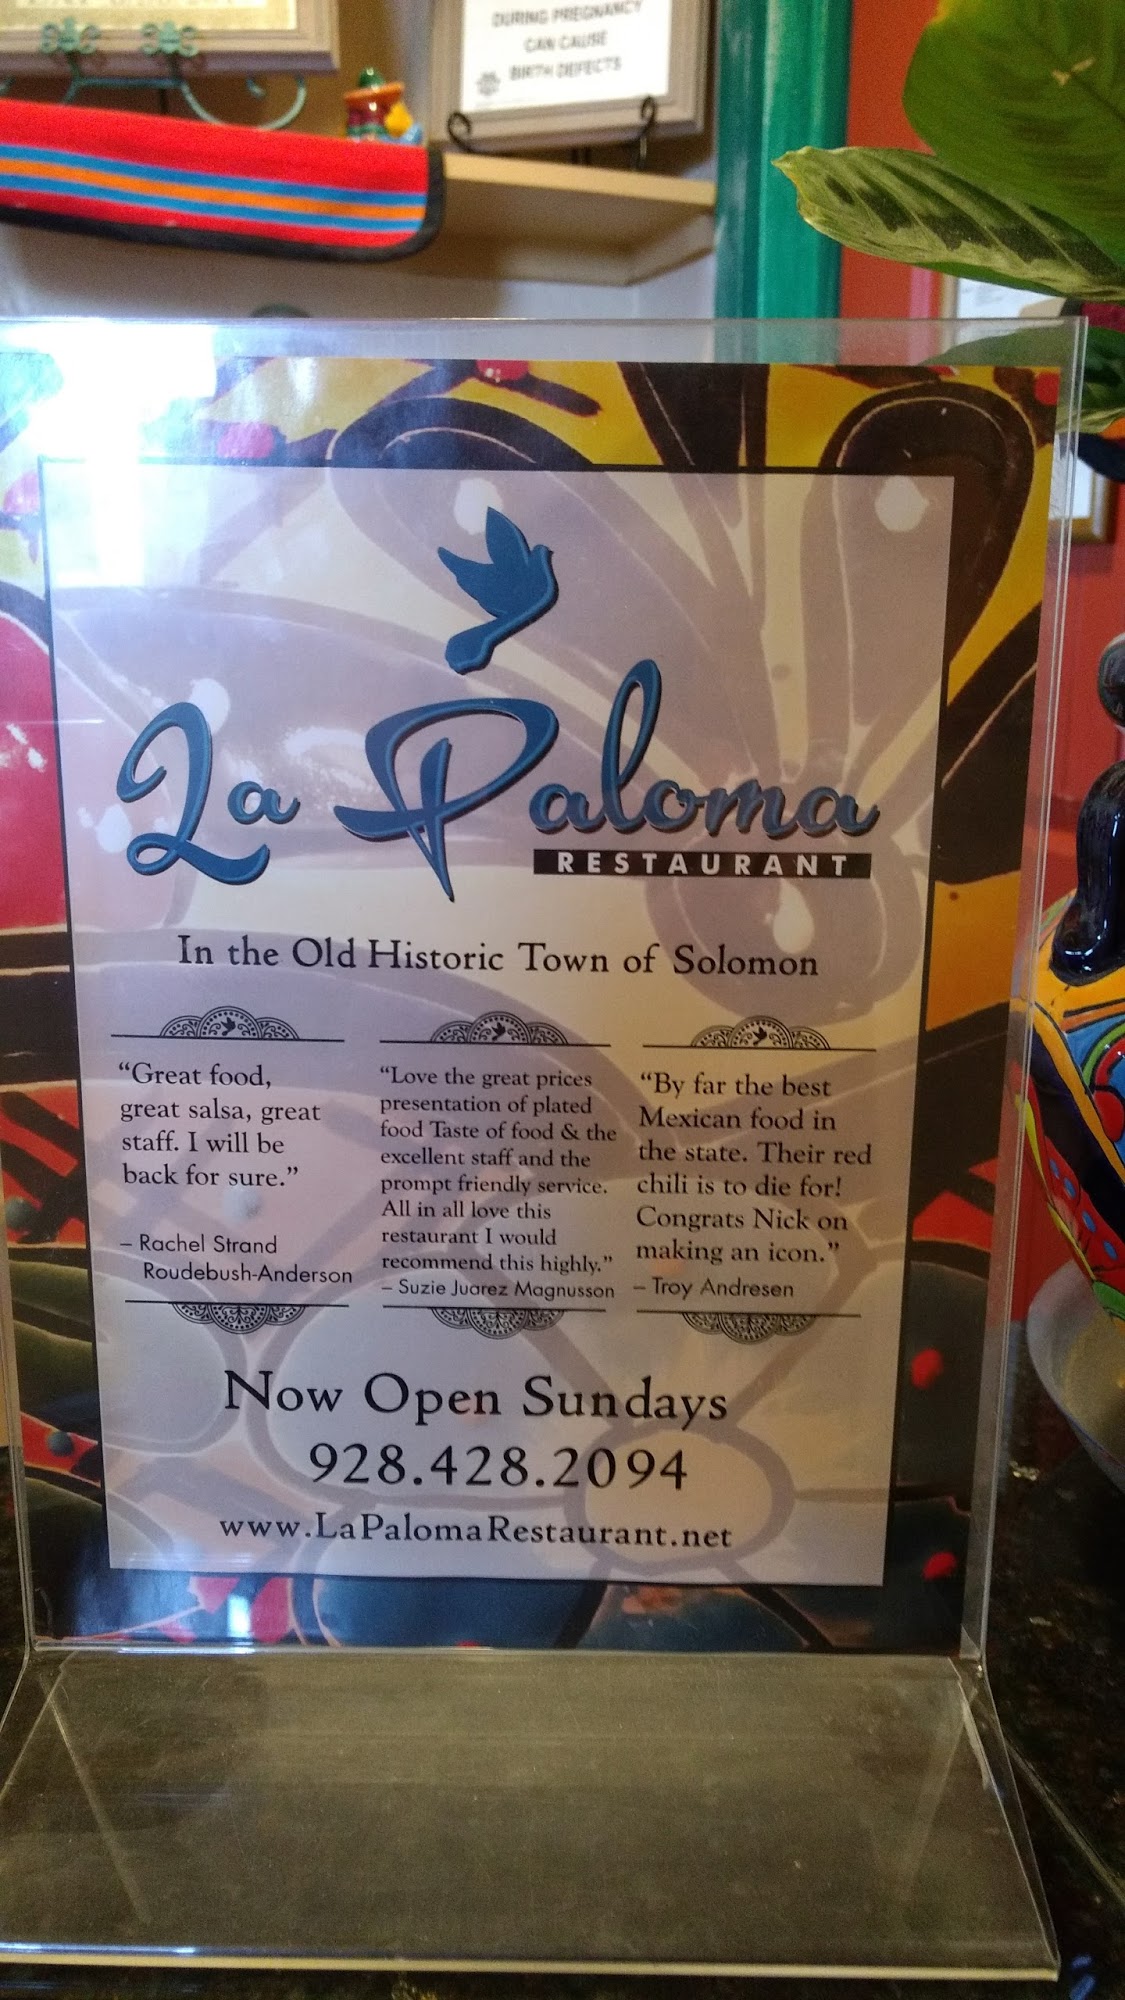 DURING PREGNANCY
CAN CAUSE
BIRTH DEFECTS
La Paloma
RESTAURANT
In the Old Historic Town of Solomon
“Great food,
great salsa, great
staff. I will be
back for sure.”
– Rachel Strand
Roudebush-Anderson
“Love the great prices
presentation of plated
food Taste of food & the
excellent staff and the
prompt friendly service.
All in all love this
restaurant I would
recommend this highly.”
– Suzie Juarez Magnusson
“By far the best
Mexican food in
the state. Their red
chili is to die for!
Congrats Nick on
making an icon.”
– Troy Andresen
Now Open Sundays
928.428.2094
www.LaPalomaRestaurant.net